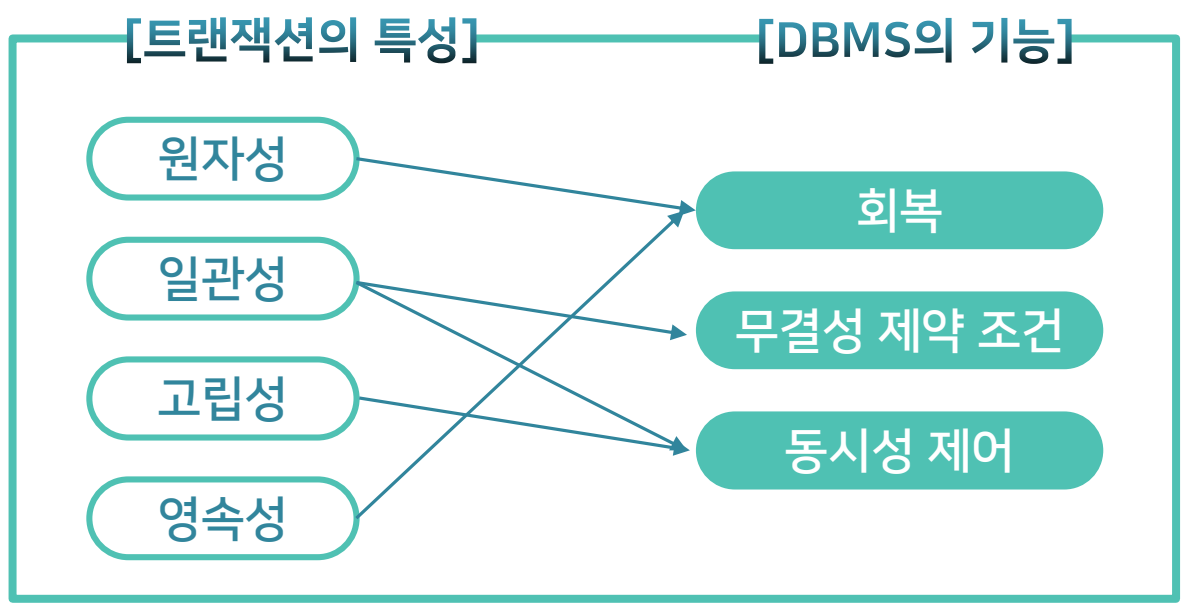 [트랜잭션의 특성]
[DBMS의 기능]
원자성
일관성
고립성
영속성
회복
무결성 제약 조건
동시성 제어